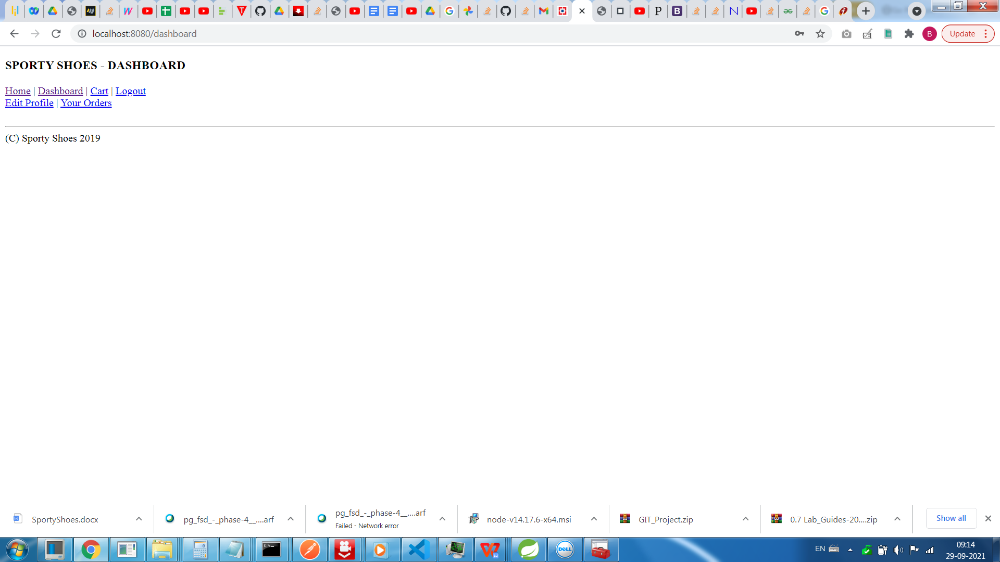 localhost:8080/dashboard
B
Update
SPORTY SHOES - DASHBOARD
Home | Dashboard | Cart | Logout
Edit Profile | Your Orders
(C) Sporty Shoes 2019
SportyShoes.docx
pg_fsd_-_phase-4__....arf
pg_fsd_-_phase-4__....arf
Failed - Network error
node-v14.17.6-x64.msi
GIT_Project.zip
0.7 Lab_Guides-20....zip
Show all
DELL
EN
09:14
29-09-2021